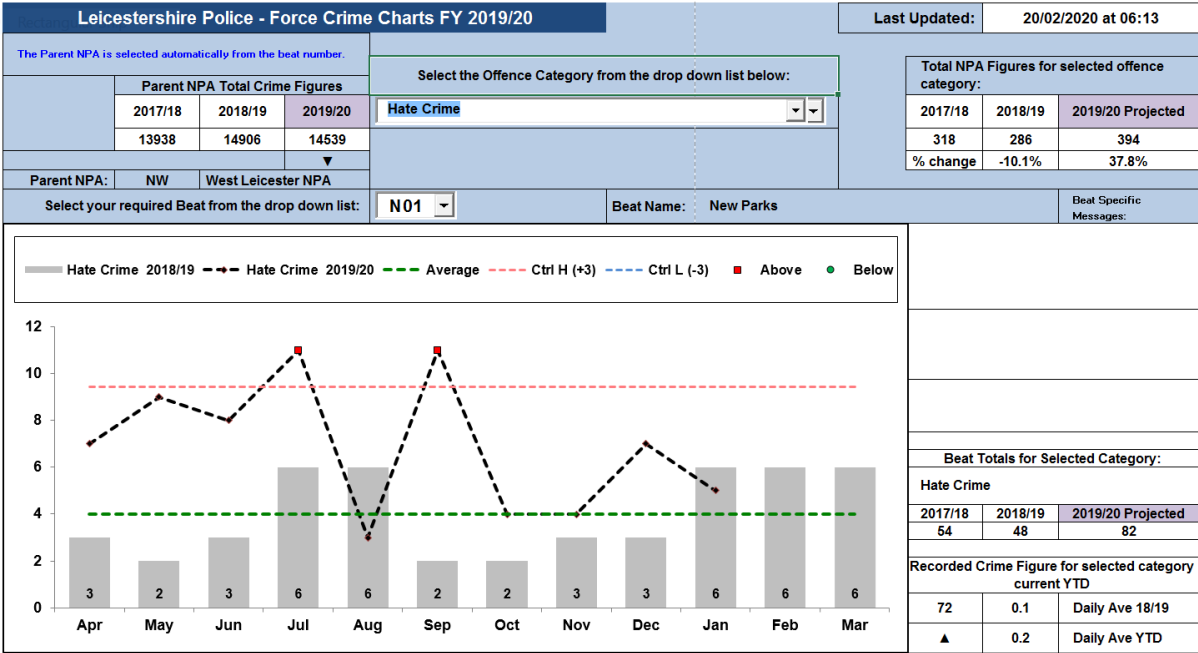 Leicestershire Police - Force Crime Charts FY 2019/20
Last Updated: 20/02/2020 at 06:13
The Parent NPA is selected automatically from the beat number.
Parent NPA Total Crime Figures
2017/18 2018/19 2019/20
13938 14906 14539
▼
Parent NPA: NW West Leicester NPA
Select the Offence Category from the drop down list below:
Hate Crime
Total NPA Figures for selected offence
category:
2017/18 2018/19 2019/20 Projected
318 286 394
% change -10.1% 37.8%
Select your required Beat from the drop down list: N01
Beat Name: New Parks
Beat Specific
Messages:
Hate Crime 2018/19 Hate Crime 2019/20 Average Ctrl H (+3) Ctrl L (-3) Above Below
12
10
8
6
4
2
0
3 2 3 6 6 2 2 3 3 6 6 6
Apr May Jun Jul Aug Sep Oct Nov Dec Jan Feb Mar
Beat Totals for Selected Category:
Hate Crime
2017/18 2018/19 2019/20 Projected
54 48 82
Recorded Crime Figure for selected category
current YTD
72 0.1 Daily Ave 18/19
▲ 0.2 Daily Ave YTD